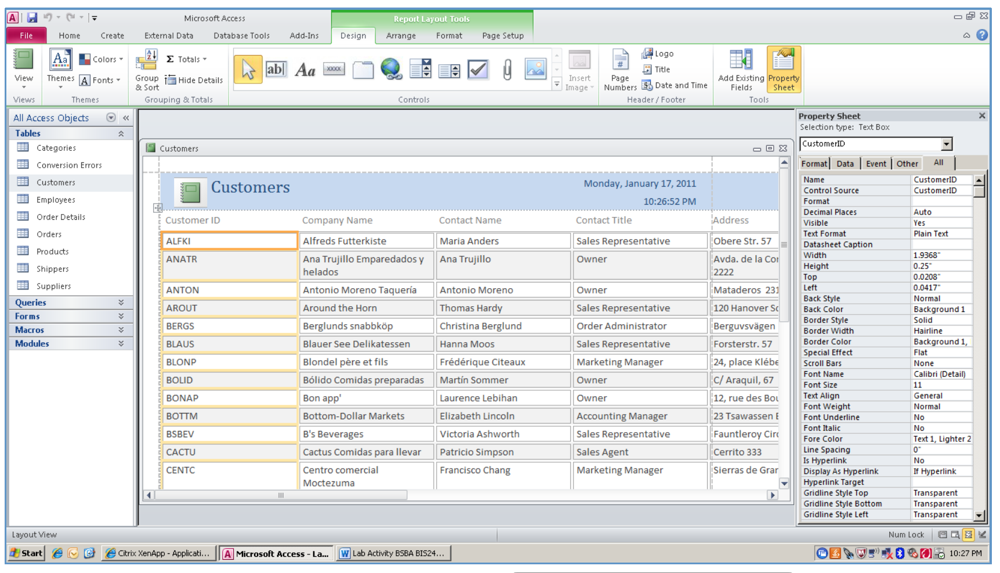 Microsoft Access
Report Layout Tools
File Home Create External Data Database Tools Add-Ins Design Arrange Format Page Setup
View
Views
Aa
Themes
Colors
A Fonts
Themes
Group
& Sort
Σ Totals
Hide Details
Grouping & Totals
ab|
Aa
xxxx
Controls
Insert
Image
#
Page
Numbers
Logo
Title
Date and Time
Header / Footer
Add Existing
Fields
Property
Sheet
Tools
All Access Objects
Tables
Categories
Conversion Errors
Customers
Employees
Order Details
Orders
Products
Shippers
Suppliers
Queries
Forms
Macros
Modules
Customers
Customers
Monday, January 17, 2011
10:26:52 PM
Customer ID Company Name Contact Name Contact Title Address
ALFKI Alfreds Futterkiste Maria Anders Sales Representative Obere Str. 57
ANATR Ana Trujillo Emparedados y Ana Trujillo Owner Avda. de la Cor
helados 2222
ANTON Antonio Moreno Taquería Antonio Moreno Owner Mataderos 231
AROUT Around the Horn Thomas Hardy Sales Representative 120 Hanover Sc
BERGS Berglunds snabbköp Christina Berglund Order Administrator Berguvsvägen
BLAUS Blauer See Delikatessen Hanna Moos Sales Representative Forsterstr. 57
BLONP Blondel père et fils Frédérique Citeaux Marketing Manager 24, place Klébe
BOLID Bólido Comidas preparadas Martín Sommer Owner C/ Araquil, 67
BONAP Bon app' Laurence Lebihan Owner 12, rue des Bou
BOTTM Bottom-Dollar Markets Elizabeth Lincoln Accounting Manager 23 Tsawassen B
BSBEV B's Beverages Victoria Ashworth Sales Representative Fauntleroy Circ
CACTU Cactus Comidas para llevar Patricio Simpson Sales Agent Cerrito 333
CENTC Centro comercial Francisco Chang Marketing Manager Sierras de Gran
Moctezuma
Property Sheet
Selection type: Text Box
CustomerID
Format Data Event Other All
Name CustomerID
Control Source CustomerID
Format
Decimal Places Auto
Visible Yes
Text Format Plain Text
Datasheet Caption
Width 1.9368"
Height 0.25"
Top 0.0208"
Left 0.0417"
Back Style Normal
Back Color Background 1
Border Style Solid
Border Width Hairline
Border Color Background 1,
Special Effect Flat
Scroll Bars None
Font Name Calibri (Detail)
Font Size 11
Text Align General
Font Weight Normal
Font Underline No
Font Italic No
Fore Color Text 1, Lighter 2
Line Spacing 0"
Is Hyperlink No
Display As Hyperlink If Hyperlink
Hyperlink Target
Gridline Style Top Transparent
Gridline Style Bottom Transparent
Gridline Style Left Transparent
Layout View
Num Lock
Start
Citrix XenApp - Applicati...
Microsoft Access - La...
Lab Activity BSBA BIS24...
10:27 PM